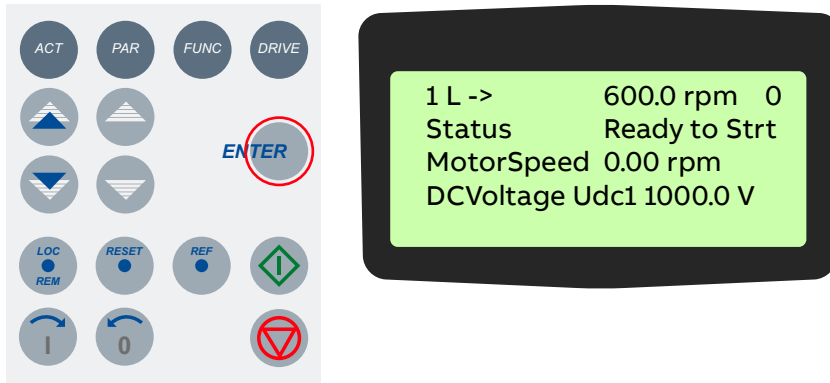 ACT PAR FUNC DRIVE
ENTER
LOC RESET REF
REM
I 0
1 L -> 600.0 rpm 0
Status Ready to Strt
MotorSpeed 0.00 rpm
DCVoltage Udc1 1000.0 V